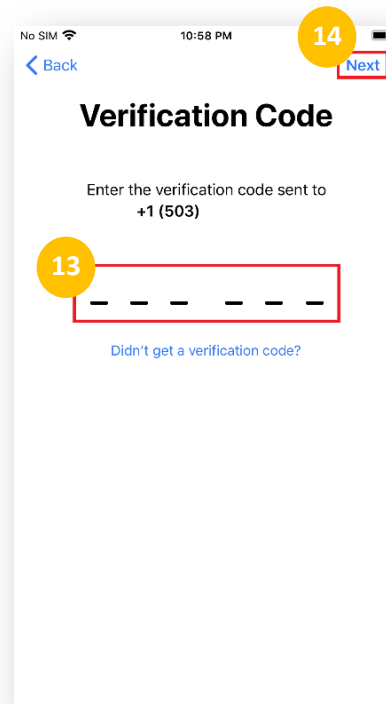 No SIM 10:58 PM
14
Back
Next
Verification Code
Enter the verification code sent to
+1 (503)
13
Didn't get a verification code?